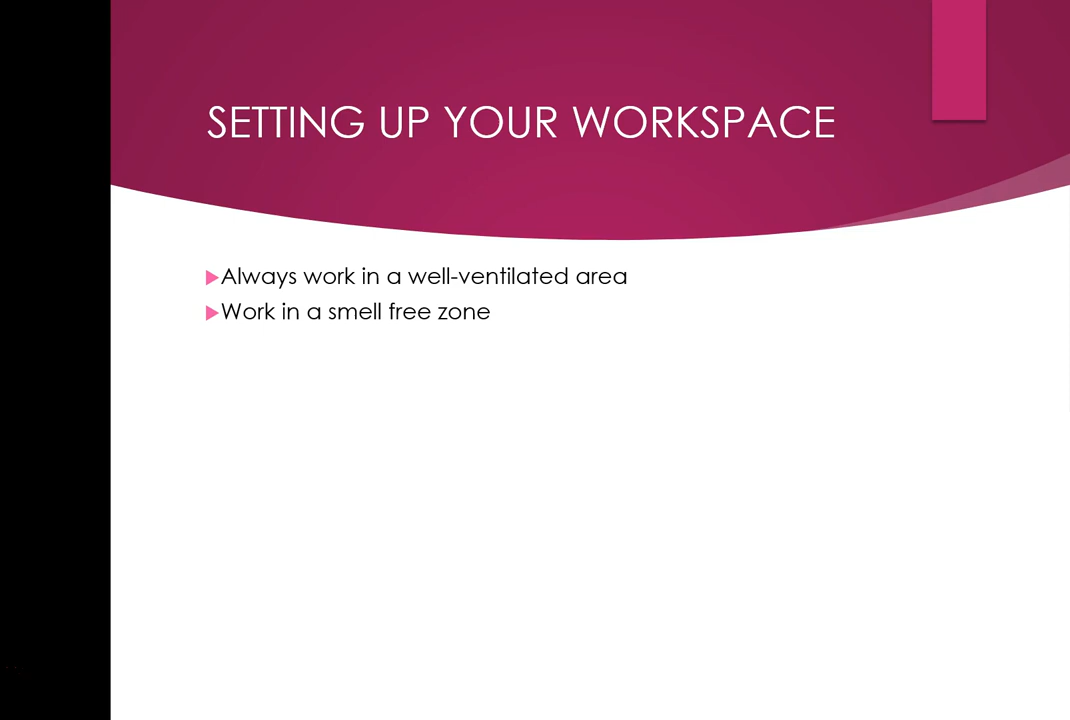 SETTING UP YOUR WORKSPACE
Always work in a well-ventilated area
Work in a smell free zone